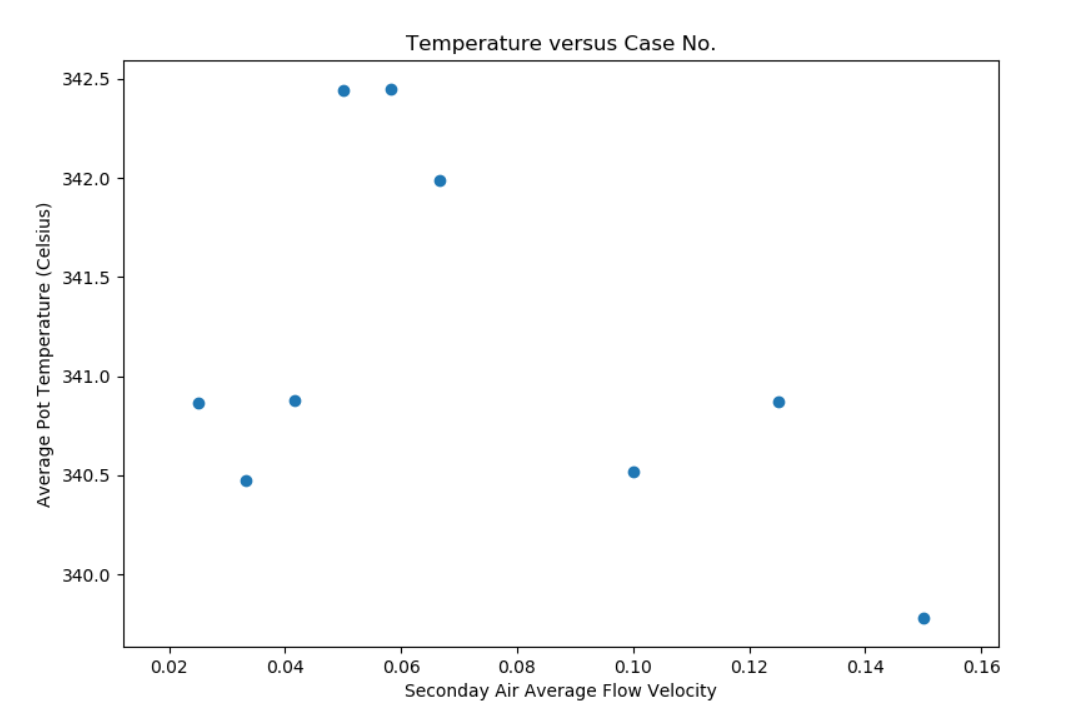 Temperature versus Case No.
342.5
342.0
341.5
341.0
340.5
340.0
Average Pot Temperature (Celsius)
0.02 0.04 0.06 0.08 0.10 0.12 0.14 0.16
Seconday Air Average Flow Velocity